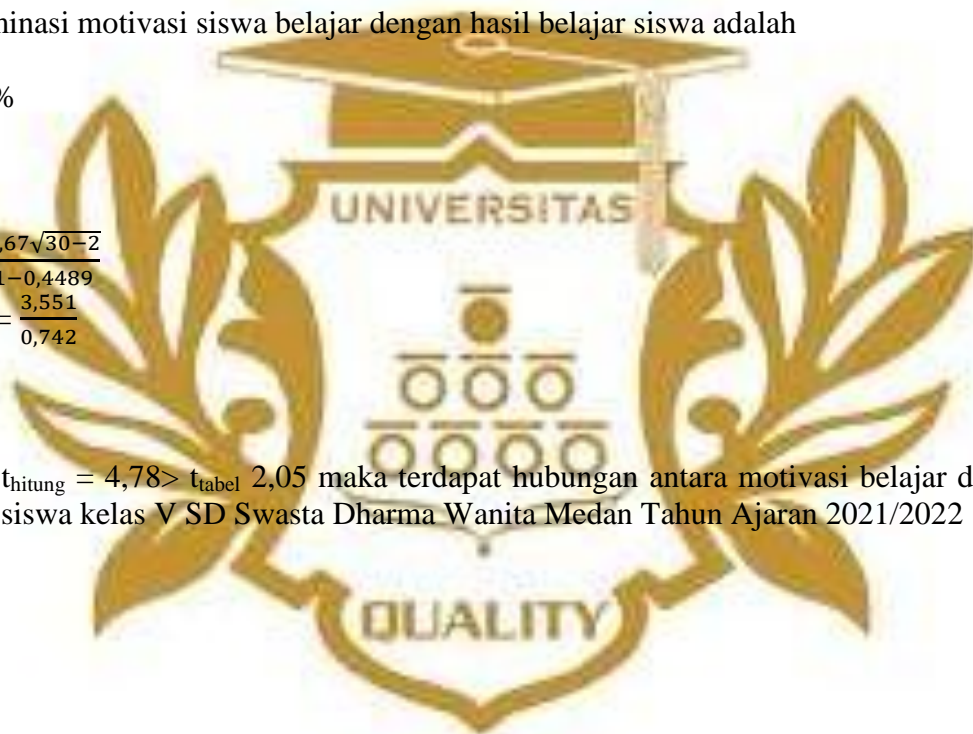 minasi motivasi siswa belajar dengan hasil belajar siswa adalah
%
UNIVERSITAS
,67√30−2
1−0,4489
= 3,551
0,742
t hitung = 4,78> t tabel 2,05 maka terdapat hubungan antara motivasi belajar d
siswa kelas V SD Swasta Dharma Wanita Medan Tahun Ajaran 2021/2022
QUALITY